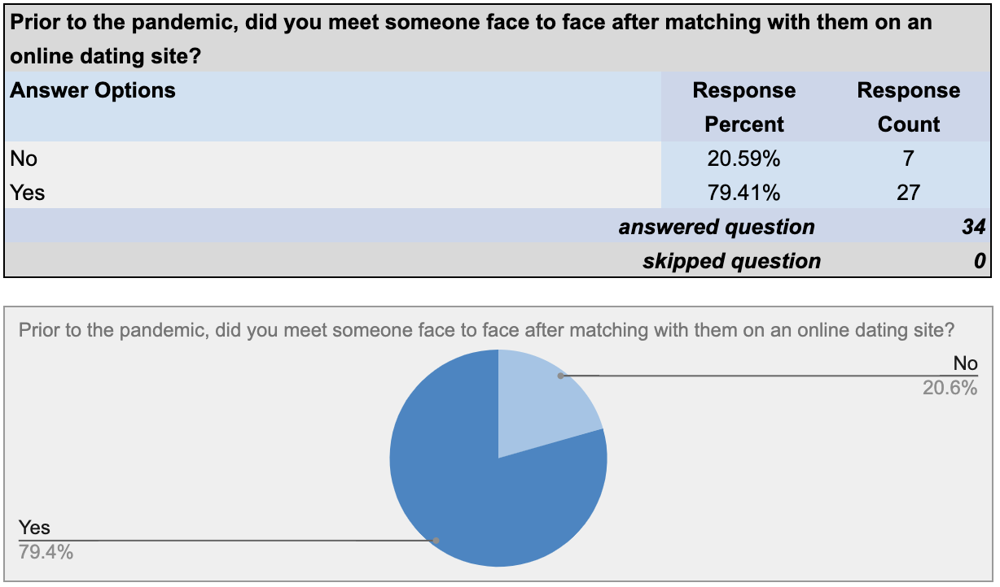 Prior to the pandemic, did you meet someone face to face after matching with them on an
online dating site?
Answer Options Response Response
Percent Count
No 20.59% 7
Yes 79.41% 27
answered question 34
skipped question 0
Prior to the pandemic, did you meet someone face to face after matching with them on an online dating site?
No
20.6%
Yes
79.4%